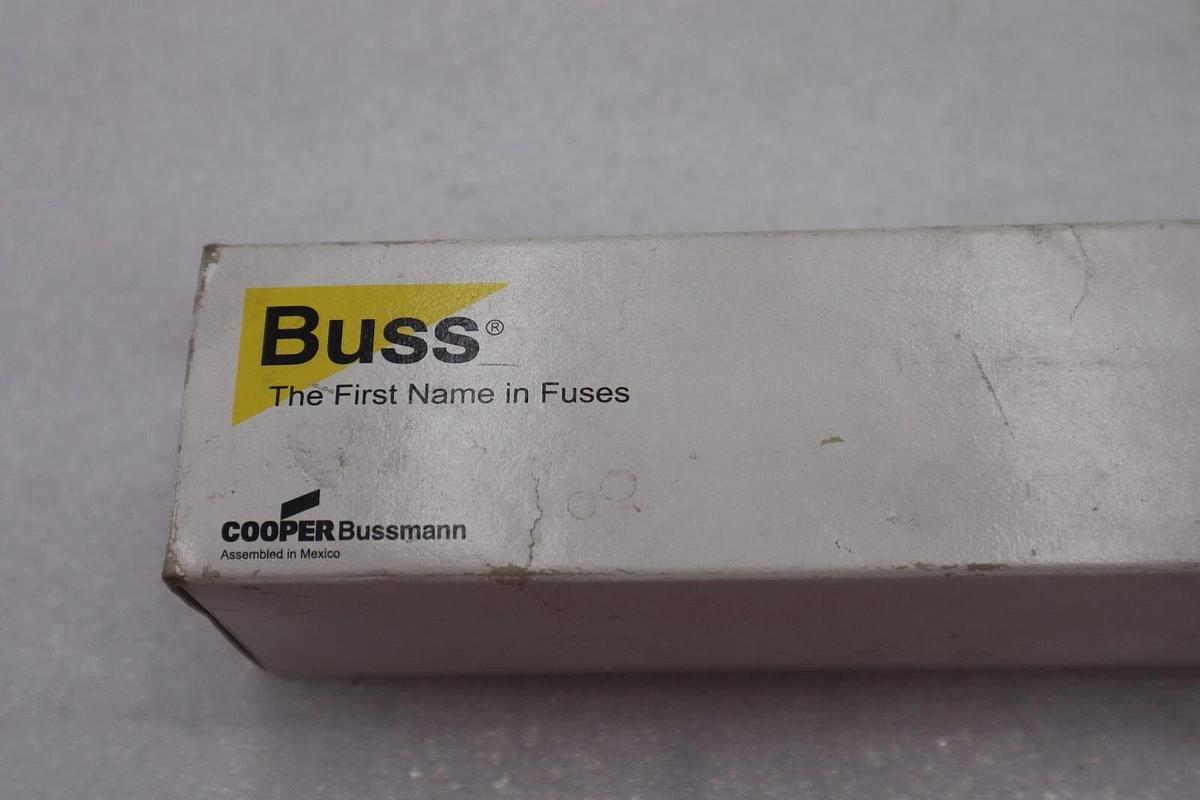 Buss®
The First Name in Fuses
COOPER Bussmann
Assembled in Mexico